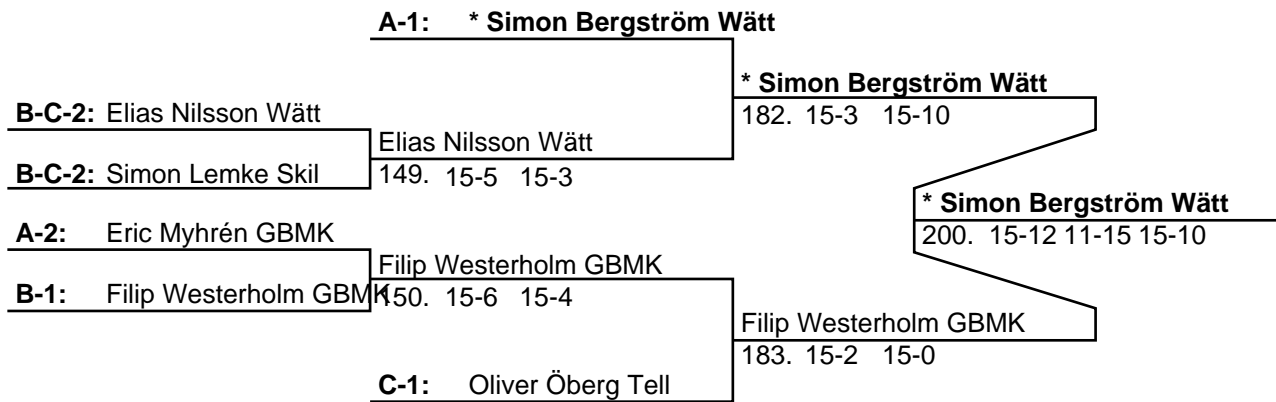 A-1: * Simon Bergström Wätt
* Simon Bergström Wätt
182. 15-3 15-10
B-C-2: Elias Nilsson Wätt
Elias Nilsson Wätt
149. 15-5 15-3
B-C-2: Simon Lemke Skil
* Simon Bergström Wätt
200. 15-12 11-15 15-10
A-2: Eric Myhrén GBMK
Filip Westerholm GBMK
150. 15-6 15-4
B-1: Filip Westerholm GBMK
Filip Westerholm GBMK
183. 15-2 15-0
C-1: Oliver Öberg Tell